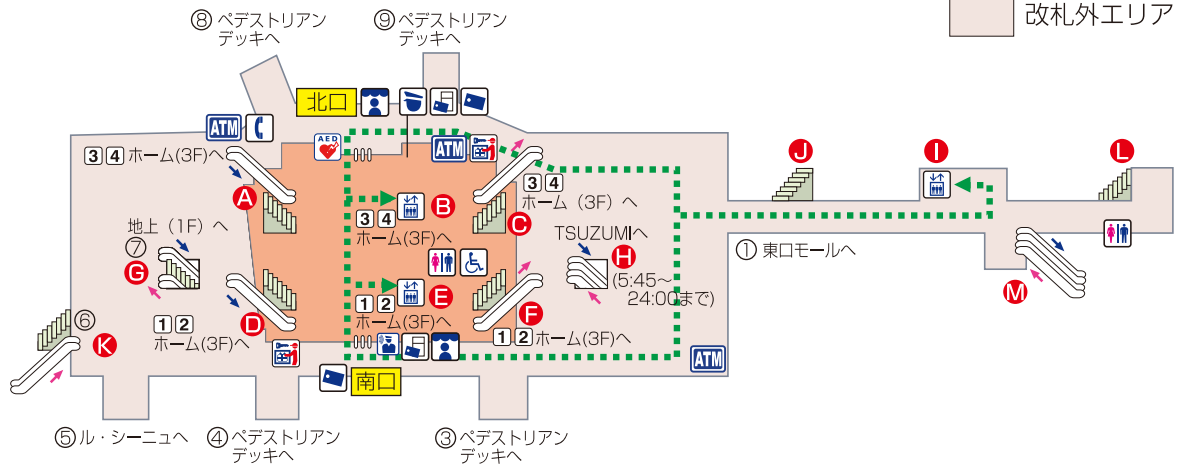 改札外エリア
⑧ペデストリアン
デッキへ
⑨ペデストリアン
デッキへ
北口
ATM
AED
ATM
3 4 ホーム(3F)へ
A
B
3 4
ホーム(3F)へ
3 4
ホーム(3F)へ
C
J
I
L
地上(1F)へ
⑦
G
TSUZUMIへ
H
(5:45~
24:00まで)
①東口モールへ
M
E
1 2
ホーム(3F)へ
F
1 2 ホーム(3F)へ
D
1 2
ホーム(3F)へ
⑥
K
ATM
南口
⑤ル・シーニュへ
④ペデストリアン
デッキへ
③ペデストリアン
デッキへ